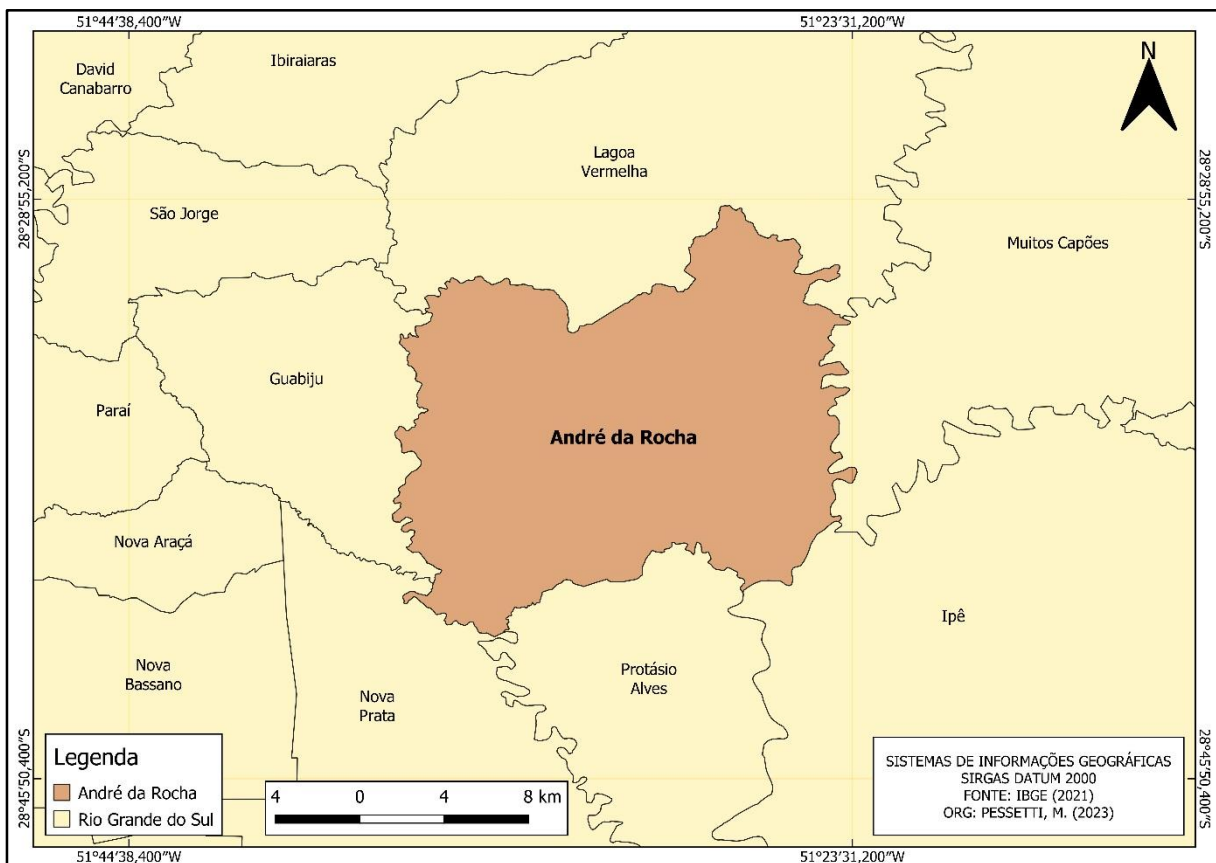 51°44'38,400"W
51°23'31,200"W
David
Canabarro
Ibiraiaras
N
Lagoa
Vermelha
28°28'55,200"S
28°28'55,200"S
São Jorge
Muitos Capões
Guabiju
Paraí
André da Rocha
Nova Araçá
Ipê
Nova
Bassano
Protásio
Alves
Nova
Prata
28°45'50,400"S
28°45'50,400"S
Legenda
André da Rocha
Rio Grande do Sul
4 0 4 8 km
SISTEMAS DE INFORMAÇÕES GEOGRÁFICAS
SIRGAS DATUM 2000
FONTE: IBGE (2021)
ORG: PESSETTI, M. (2023)
51°44'38,400"W
51°23'31,200"W